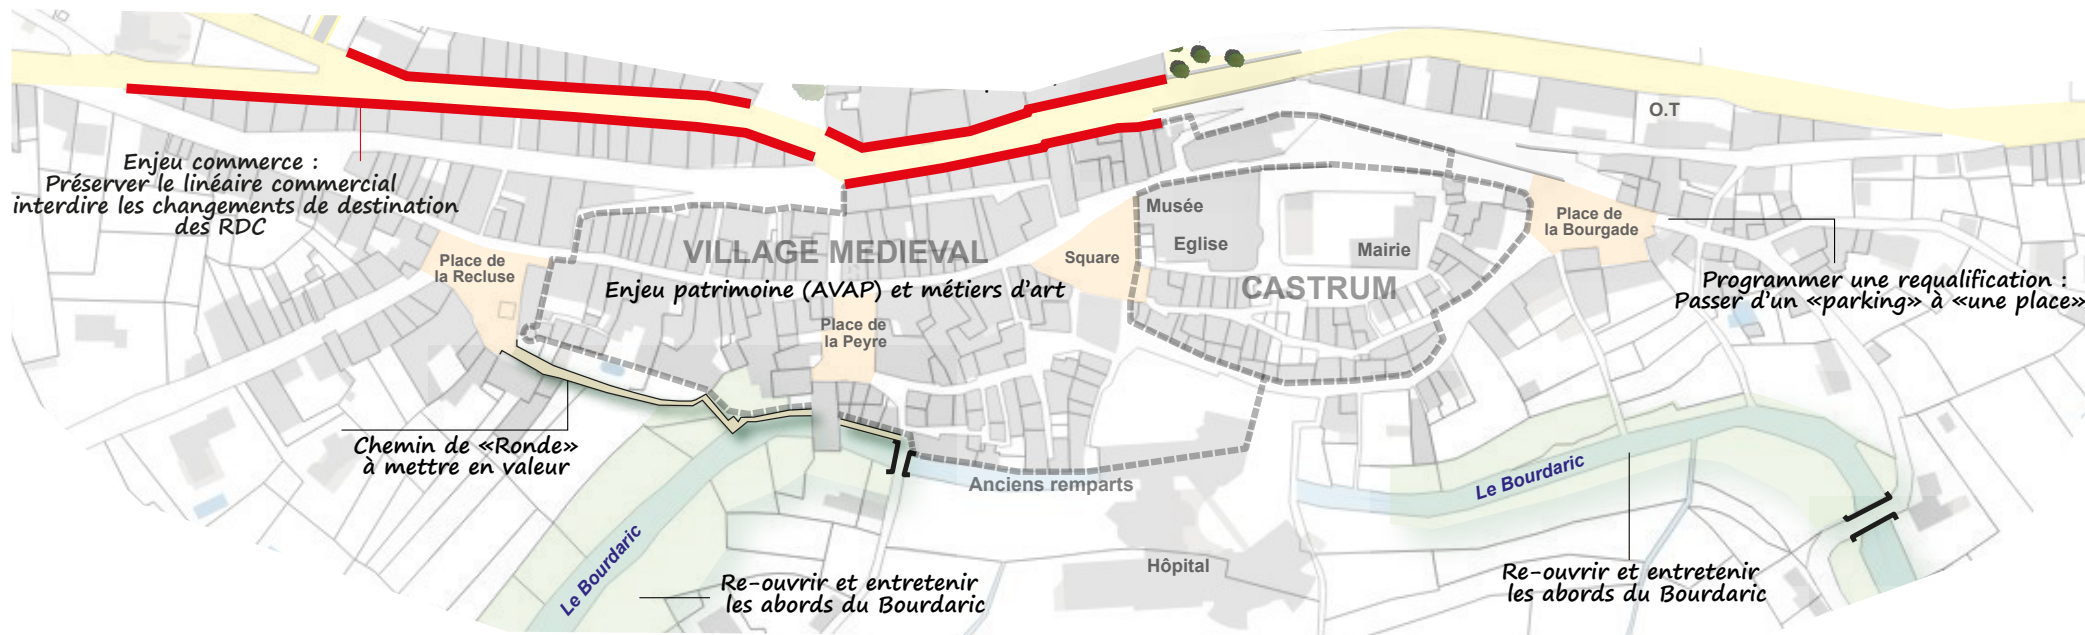 O.T
Enjeu commerce :
Préserver le linéaire commercial
interdire les changements de destination
des RDC
Musée
Eglise
Mairie
Place de
la Bourgade
Place de
la Recluse
VILLAGE MEDIEVAL
Square
CASTRUM
Enjeu patrimoine (AVAP) et métiers d'art
Programmer une requalification :
Passer d'un «parking» à «une place»
Place de
la Peyre
Chemin de «Ronde»
à mettre en valeur
Anciens remparts
Le Bourdaric
Le Bourdaric
Hôpital
Re-ouvrir et entretenir
les abords du Bourdaric
Re-ouvrir et entretenir
les abords du Bourdaric